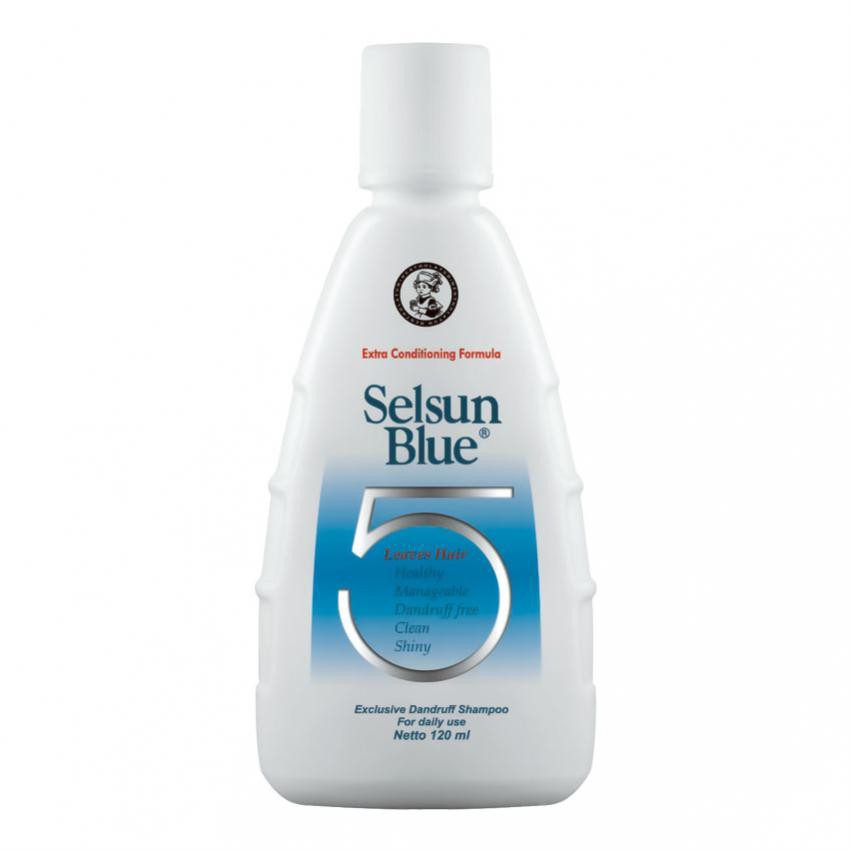 Extra Conditioning Formula
Selsun
Blue®
5
Leaves Hair
Healthy
Manageable
Dandruff-free
Clean
Shiny
Exclusive Dandruff Shampoo
For daily use
Netto 120 ml